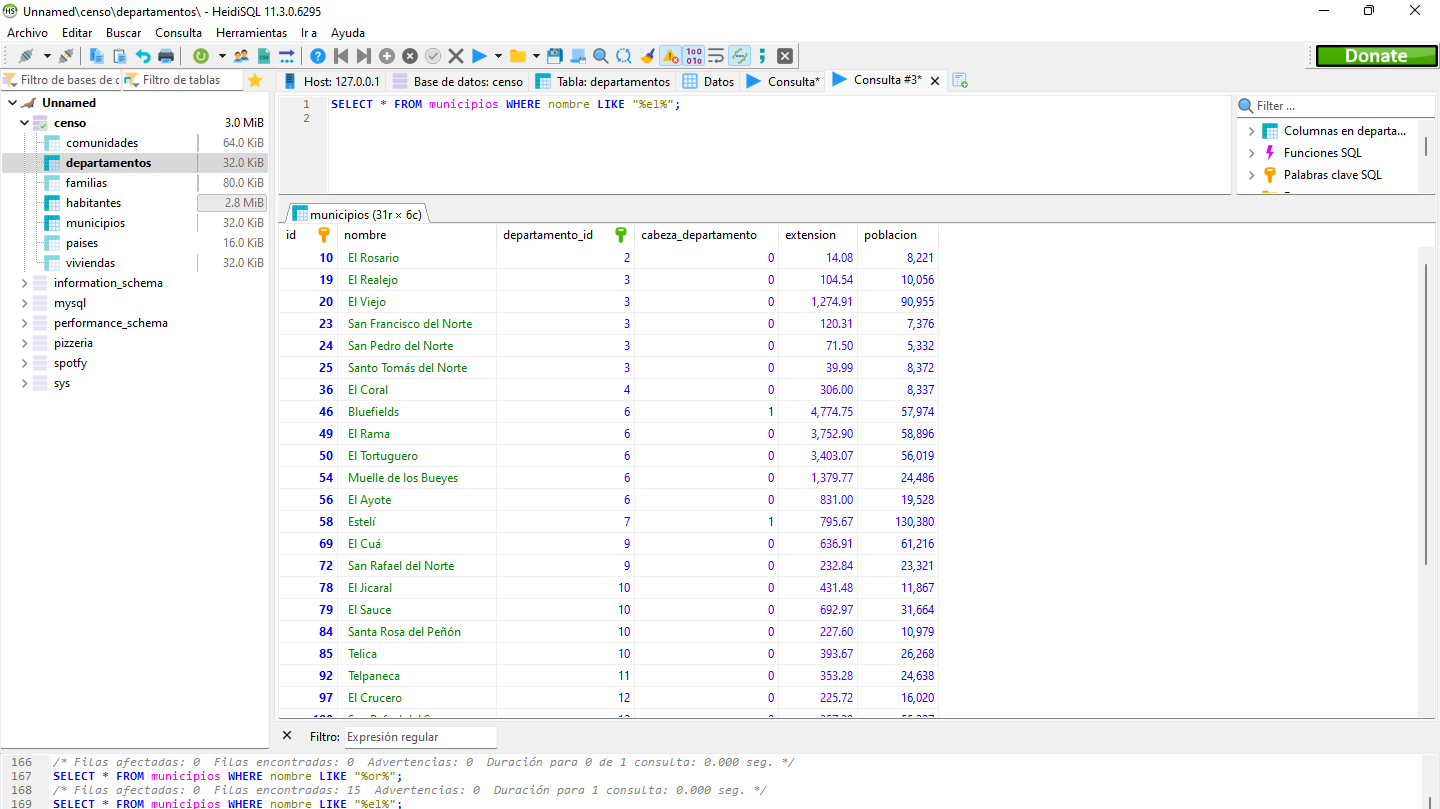 Unnamed\censo\departamentos\ - HeidiSQL 11.3.0.6295
Archivo Editar Buscar Consulta Herramientas Ir a Ayuda
Donate
Filtro de bases de d Filtro de tablas
Host: 127.0.0.1 Base de datos: censo Tabla: departamentos Datos Consulta* Consulta #3*
Unnamed
censo 3.0 MiB
comunidades 64.0 KiB
departamentos 32.0 KiB
familias 80.0 KiB
habitantes 2.8 MiB
municipios 32.0 KiB
paises 16.0 KiB
viviendas 32.0 KiB
information_schema
mysql
performance_schema
pizzeria
spotfy
sys
1 SELECT * FROM municipios WHERE nombre LIKE "%el%";
2
Filter ...
Columnas en departa...
Funciones SQL
Palabras clave SQL
municipios (31r × 6c)
id nombre departamento_id cabeza_departamento extension poblacion
10 El Rosario 2 0 14.08 8,221
19 El Realejo 3 0 104.54 10,056
20 El Viejo 3 0 1,274.91 90,955
23 San Francisco del Norte 3 0 120.31 7,376
24 San Pedro del Norte 3 0 71.50 5,332
25 Santo Tomás del Norte 3 0 39.99 8,372
36 El Coral 4 0 306.00 8,337
46 Bluefields 6 1 4,774.75 57,974
49 El Rama 6 0 3,752.90 58,896
50 El Tortuguero 6 0 3,403.07 56,019
54 Muelle de los Bueyes 6 0 1,379.77 24,486
56 El Ayote 6 0 831.00 19,528
58 Estelí 7 1 795.67 130,380
69 El Cuá 9 0 636.91 61,216
72 San Rafael del Norte 9 0 232.84 23,321
78 El Jicaral 10 0 431.48 11,867
79 El Sauce 10 0 692.97 31,664
84 Santa Rosa del Peñón 10 0 227.60 10,979
85 Telica 10 0 393.67 26,268
92 Telpaneca 11 0 353.28 24,638
97 El Crucero 12 0 225.72 16,020
Filtro: Expresión regular
166 /* Filas afectadas: 0 Filas encontradas: 0 Advertencias: 0 Duración para 0 de 1 consulta: 0.000 seg. */
167 SELECT * FROM municipios WHERE nombre LIKE "%or%";
168 /* Filas afectadas: 0 Filas encontradas: 15 Advertencias: 0 Duración para 1 consulta: 0.000 seg. */
169 SELECT * FROM municipios WHERE nombre LIKE "%el%";